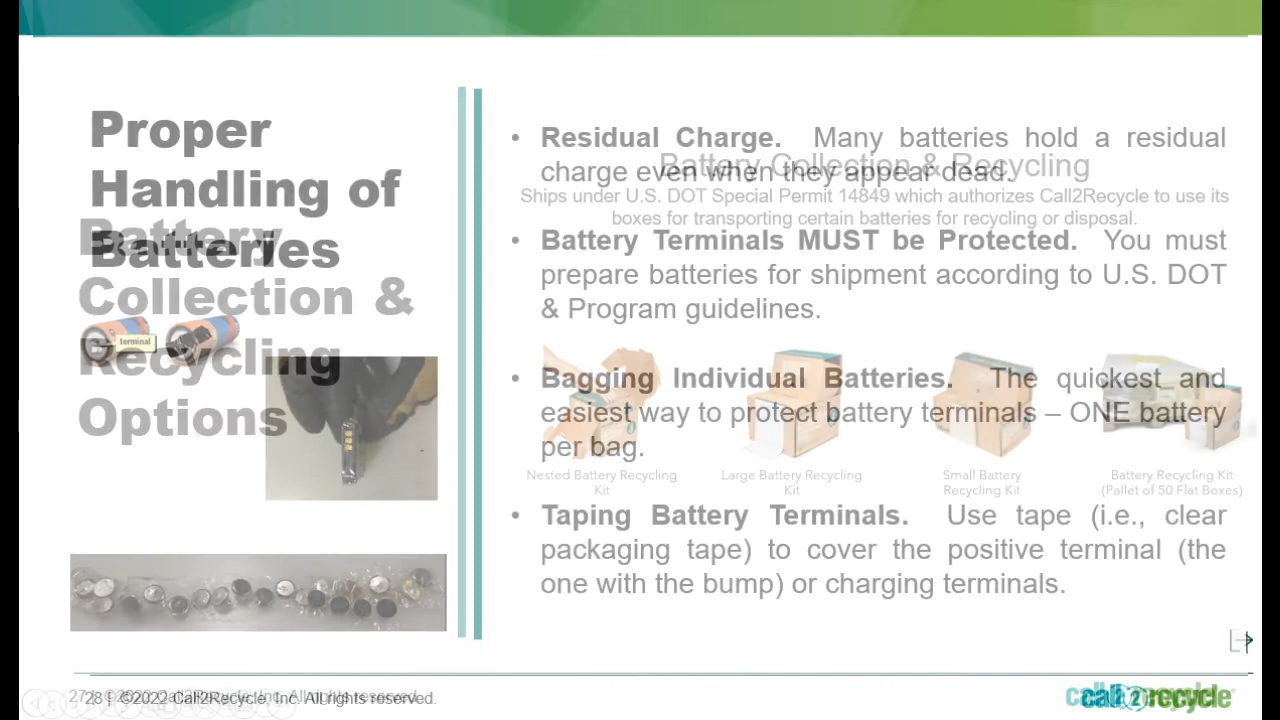 Proper
Handling of
Batteries
Battery
Collection &
Recycling
Options
terminal
• Residual Charge. Many batteries hold a residual
charge even when they appear dead.
Battery Collection & Recycling
Ships under U.S. DOT Special Permit 14849 which authorizes Call2Recycle to use its
boxes for transporting certain batteries for recycling or disposal.
• Battery Terminals MUST be Protected. You must
prepare batteries for shipment according to U.S. DOT
& Program guidelines.
• Bagging Individual Batteries. The quickest and
easiest way to protect battery terminals – ONE battery
per bag.
Nested Battery Recycling
Kit
Large Battery Recycling
Kit
Small Battery
Recycling Kit
Battery Recycling Kit
(Pallet of 50 Flat Boxes)
• Taping Battery Terminals. Use tape (i.e., clear
packaging tape) to cover the positive terminal (the
one with the bump) or charging terminals.
28 | ©2022 Call2Recycle, Inc. All rights reserved.
call2recycle